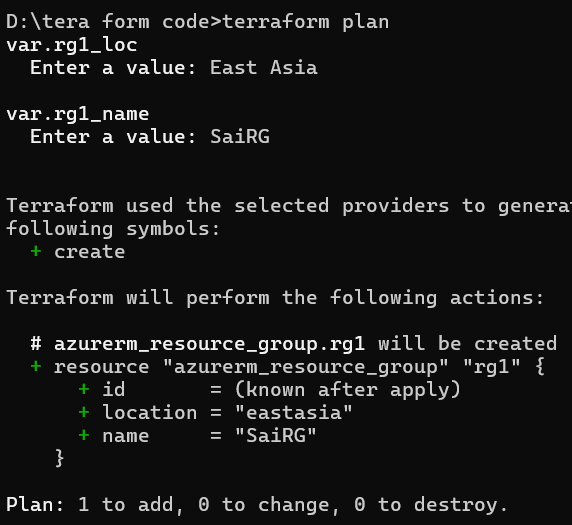 D:\tera form code>terraform plan
var.rg1_loc
Enter a value: East Asia
var.rg1_name
Enter a value: SaiRG
Terraform used the selected providers to genera
following symbols:
+ create
Terraform will perform the following actions:
# azurerm_resource_group.rg1 will be created
+ resource "azurerm_resource_group" "rg1" {
+ id       = (known after apply)
+ location = "eastasia"
+ name     = "SaiRG"
}
Plan: 1 to add, 0 to change, 0 to destroy.